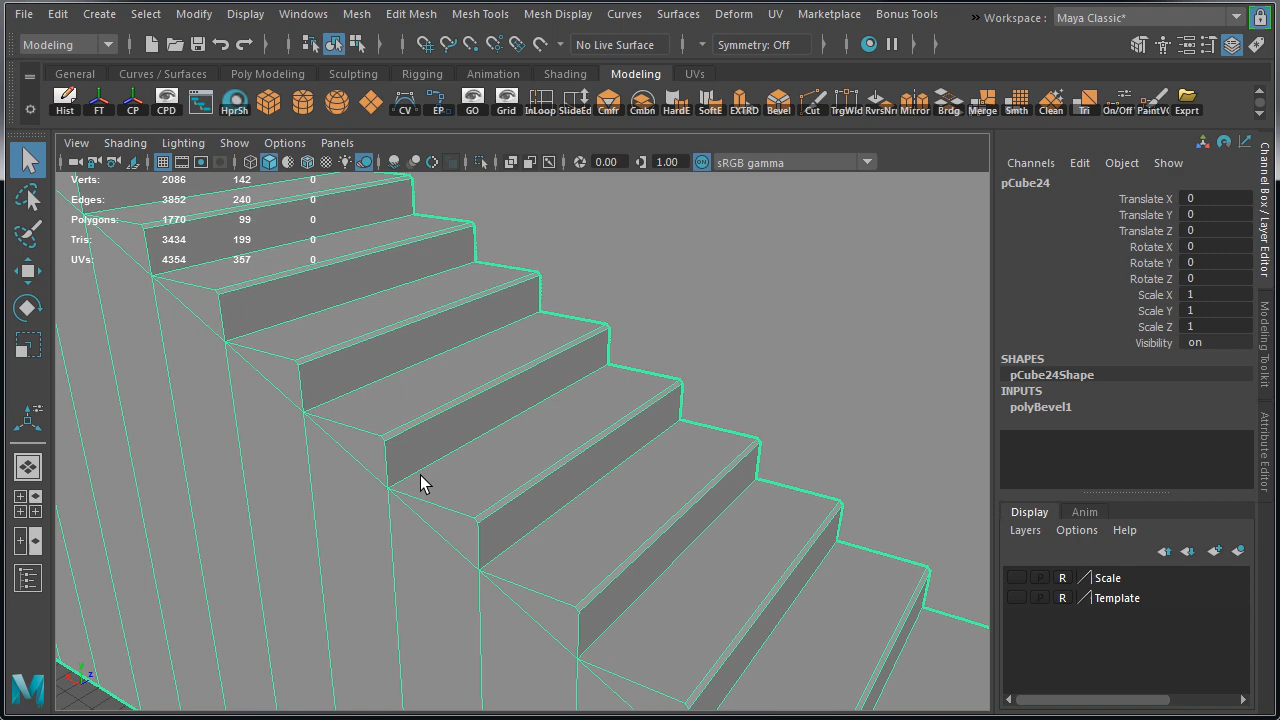 File Edit Create Select Modify Display Windows Mesh Edit Mesh Mesh Tools Mesh Display Curves Surfaces Deform UV Marketplace Bonus Tools » Workspace : Maya Classic*
Modeling No Live Surface Symmetry: Off
General Curves / Surfaces Poly Modeling Sculpting Rigging Animation Shading Modeling UVs
Hist FT CP CPD HprSh CV EP GO Grid InLoop SlideEd Cmfr Cmbn HardE SoftE EXTRD Bevel Cut TrgWld RvrsNr Mirror Brdg Merge Smth Clean Tri On/Off PaintV Exprt
View Shading Lighting Show Options Panels
0.00 1.00 sRGB gamma
Verts: 2086 142 0
Edges: 3852 240 0
Polygons: 1770 99 0
Tris: 3434 199 0
UVs: 4354 357 0
z
Channels Edit Object Show
pCube24
Translate X 0
Translate Y 0
Translate Z 0
Rotate X 0
Rotate Y 0
Rotate Z 0
Scale X 1
Scale Y 1
Scale Z 1
Visibility on
SHAPES
pCube24Shape
INPUTS
polyBevel1
Display Anim
Layers Options Help
P R Scale
P R Template
Channel Box / Layer Editor
Modeling Toolkit
Attribute Editor